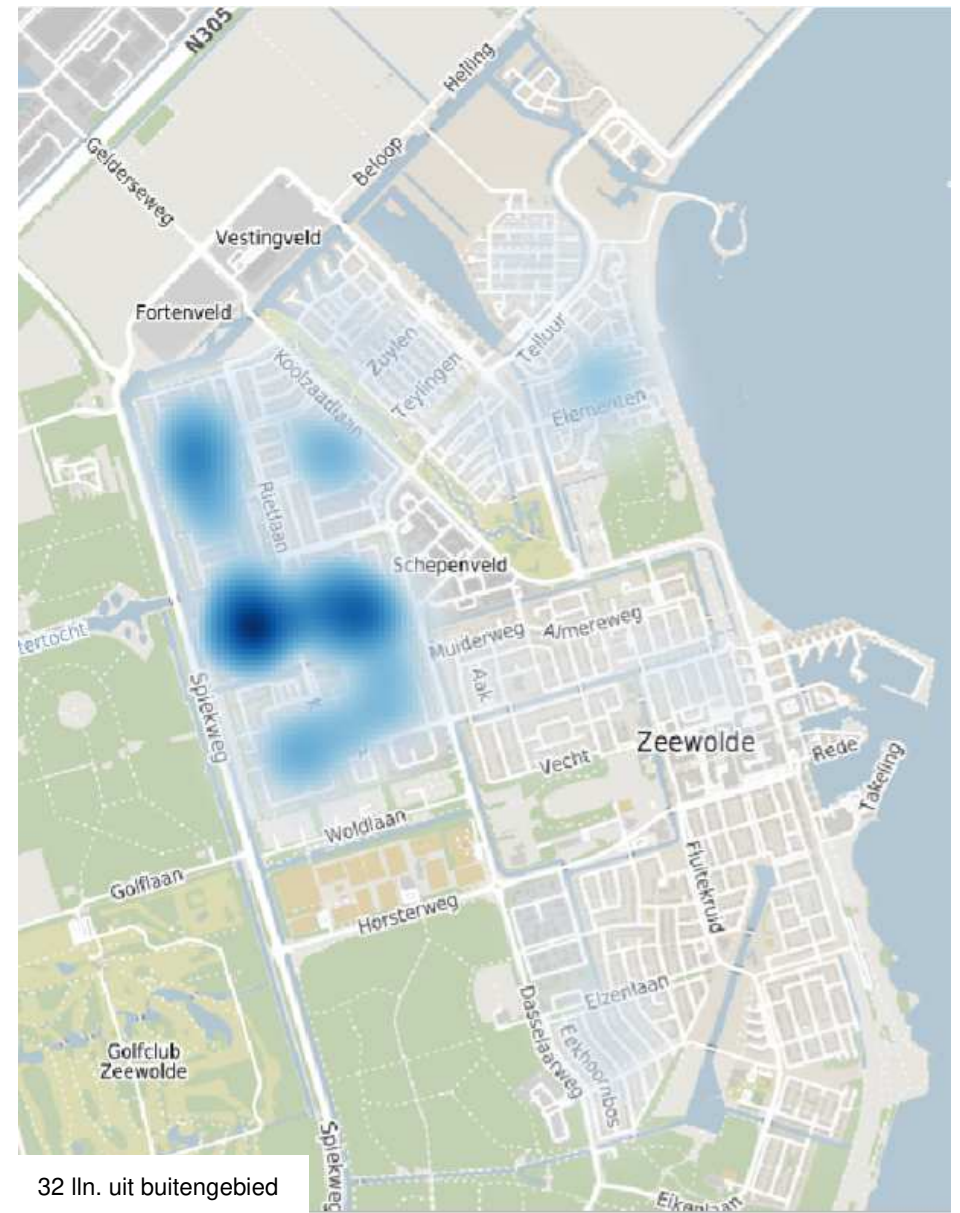 N305
Helling
Gelderseweg
Beloop
Vestingveld
Fortenveld
Zuylen
Telluur
Koolzaadlaan
Teylingen
Elementen
Rietlaan
Schepenveld
Almereweg
Muiderweg
tertocht
Aak
Spiekweg
Zeewolde
Rede
Vecht
Takeling
Woldlaan
Fluitekruid
Golflaan
Horsterweg
Elzenlaan
Dasselaarweg
Eekhoornbos
Golfclub
Zeewolde
Spiekweg
32 lln. uit buitengebied
Eikenlaan